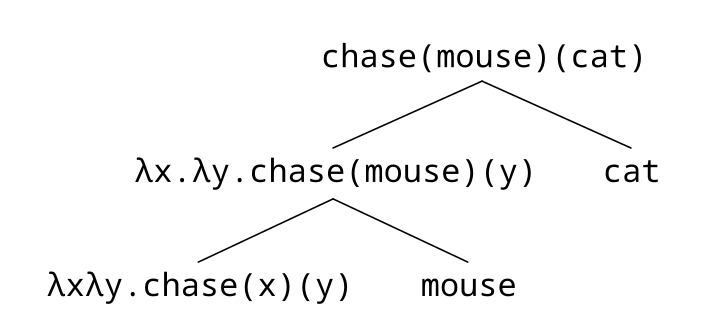 chase(mouse)(cat)
λx.λy.chase(mouse)(y) cat
λxλy.chase(x)(y) mouse